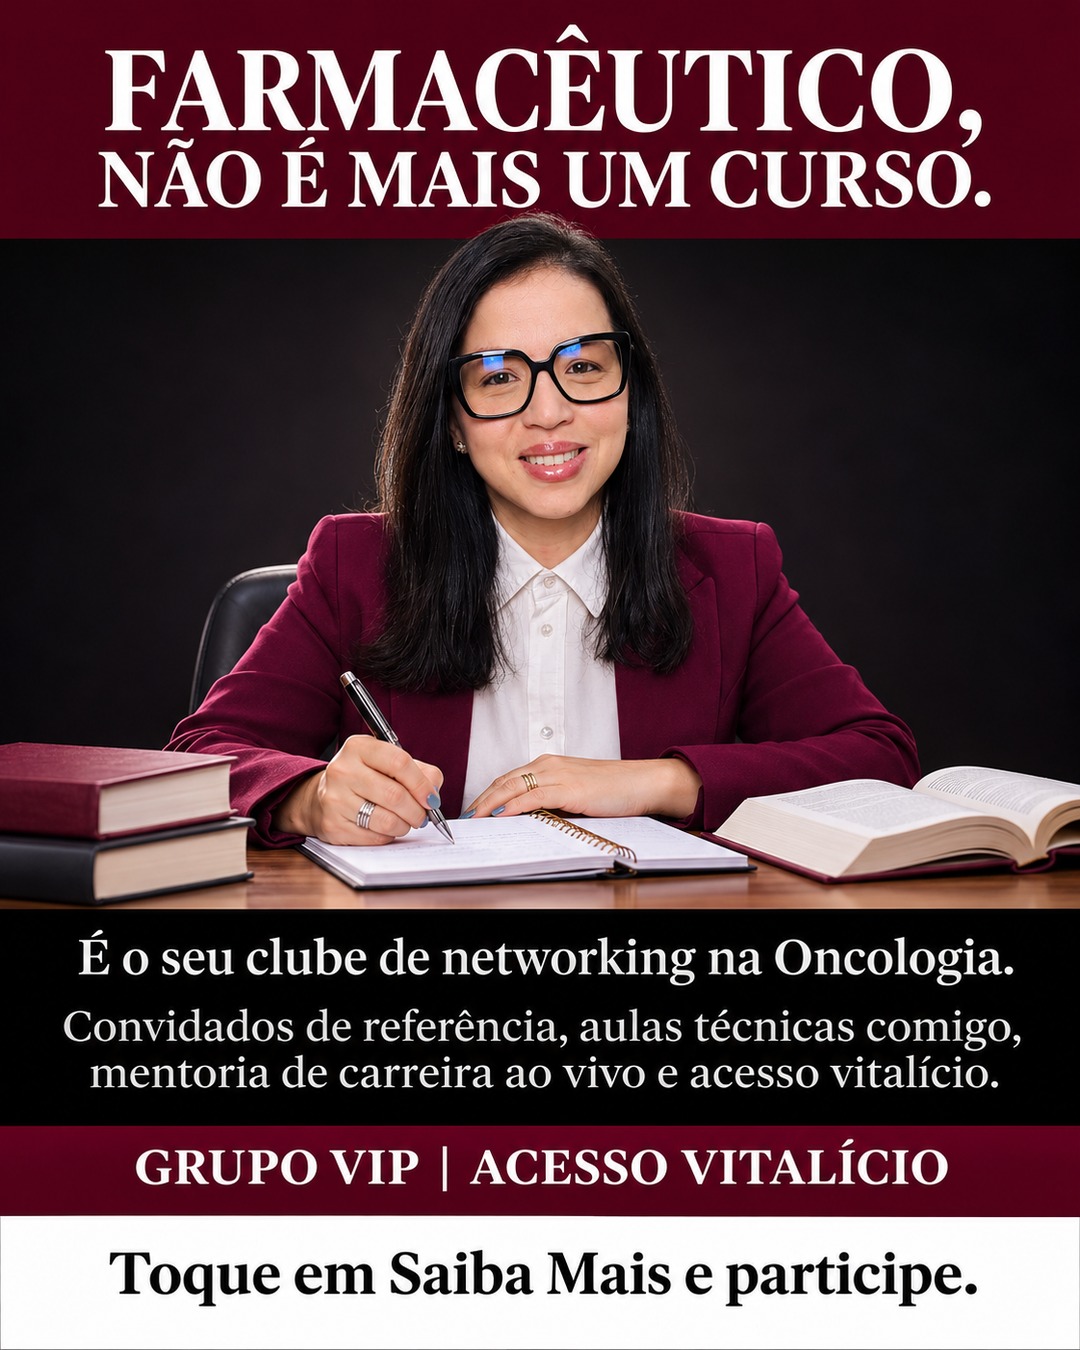 FARMACÊUTICO,
NÃO É MAIS UM CURSO.
É o seu clube de networking na Oncologia.
Convidados de referência, aulas técnicas comigo,
mentoria de carreira ao vivo e acesso vitalício.
GRUPO VIP | ACESSO VITALÍCIO
Toque em Saiba Mais e participe.